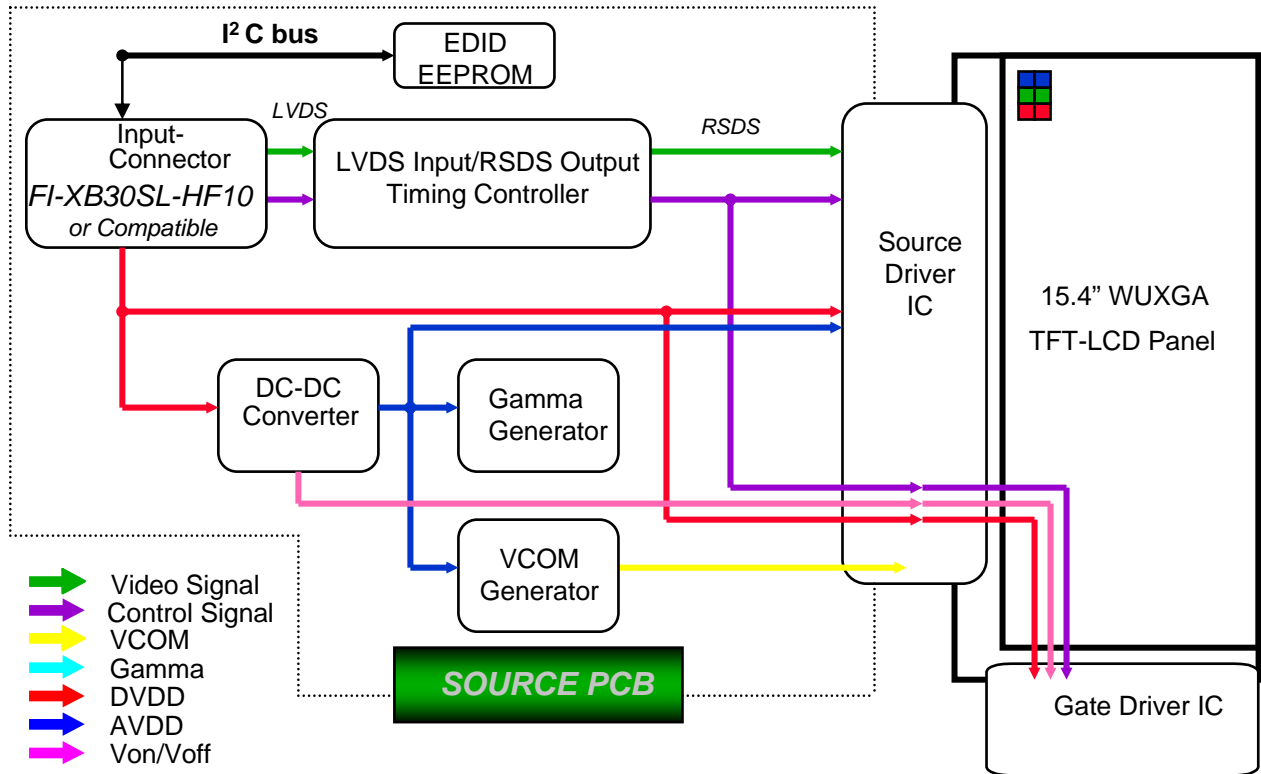 I² C bus
EDID
EEPROM
LVDS
RSDS
Input-
Connector
FI-XB30SL-HF10
or Compatible
LVDS Input/RSDS Output
Timing Controller
Source
Driver
IC
15.4” WUXGA
TFT-LCD Panel
DC-DC
Converter
Gamma
Generator
VCOM
Generator
Video Signal
Control Signal
VCOM
Gamma
DVDD
AVDD
Von/Voff
SOURCE PCB
Gate Driver IC